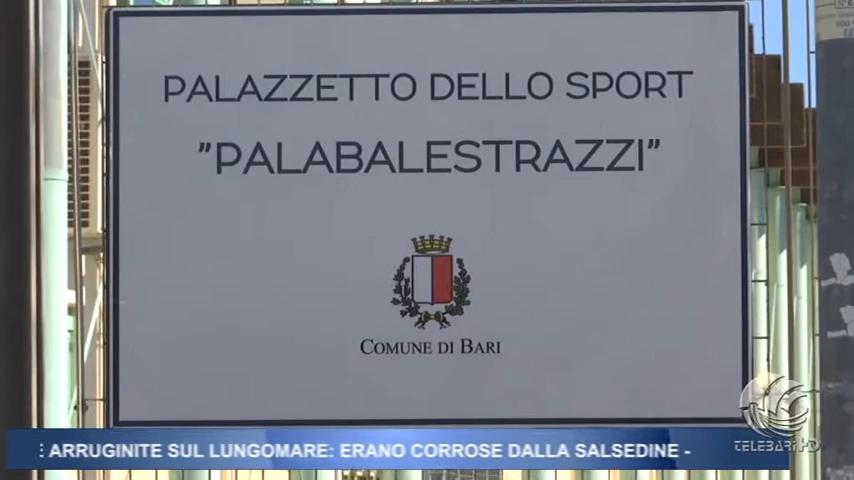 PALAZZETTO DELLO SPORT
"PALABALESTRAZZI"
COMUNE DI BARI
ARRUGINITE SUL LUNGOMARE: ERANO CORROSE DALLA SALSEDINE -
TELEBARI HD